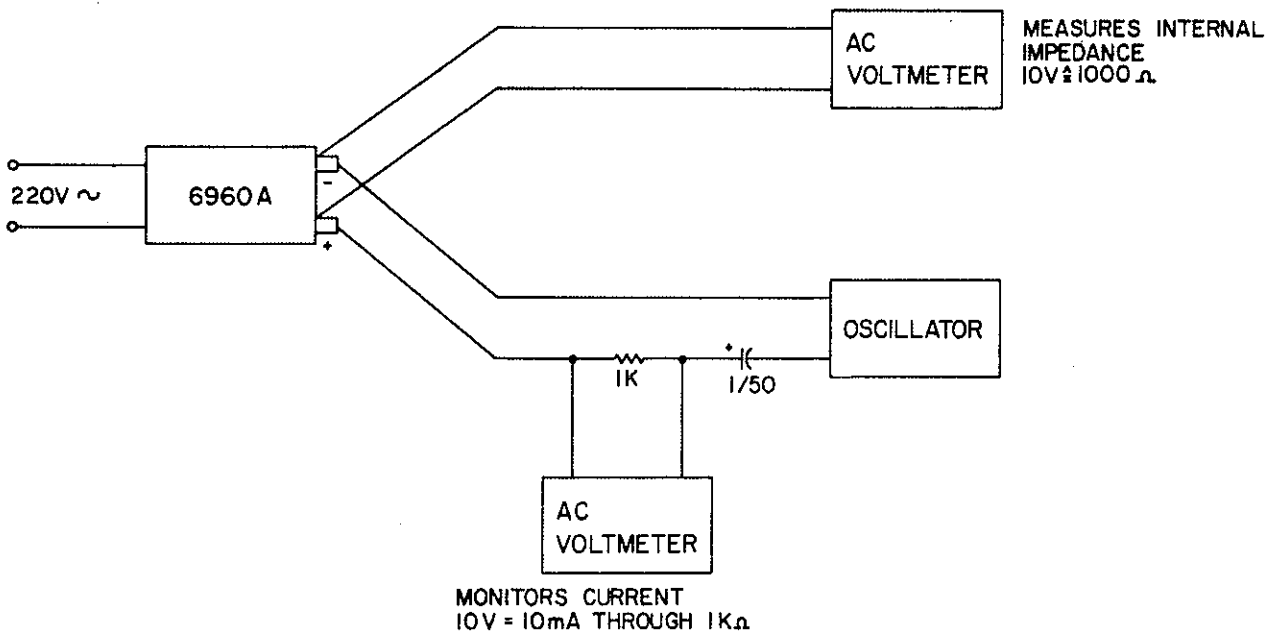 AC
VOLTMETER
MEASURES INTERNAL
IMPEDANCE
10V ≙ 1000 Ω
220V ~
6960A
-
+
OSCILLATOR
1K
+
1/50
AC
VOLTMETER
MONITORS CURRENT
10V = 10mA THROUGH 1KΩ